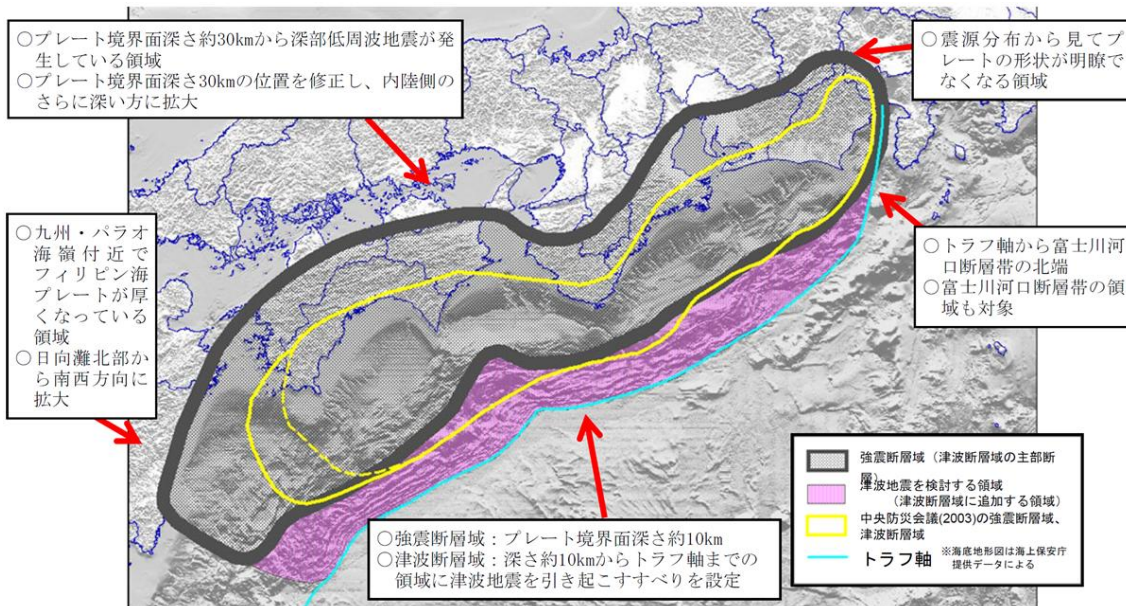 ○プレート境界面深さ約30kmから深部低周波地震が発
生している領域
○プレート境界面深さ30kmの位置を修正し、内陸側の
さらに深い方に拡大
○震源分布から見てプ
レートの形状が明瞭で
なくなる領域
○九州・パラオ
海嶺付近で
フィリピン海
プレートが厚
くなっている
領域
○日向灘北部か
ら南西方向に
拡大
○トラフ軸から富士川河
口断層帯の北端
○富士川河口断層帯の領
域も対象
○強震断層域：プレート境界面深さ約10km
○津波断層域：深さ約10kmからトラフ軸までの
領域に津波地震を引き起こすすべりを設定
強震断層域（津波断層域の主部断
層）
津波地震を検討する領域
（津波断層域に追加する領域）
中央防災会議(2003)の強震断層域、
津波断層域
トラフ軸
※海底地形図は海上保安庁
提供データによる